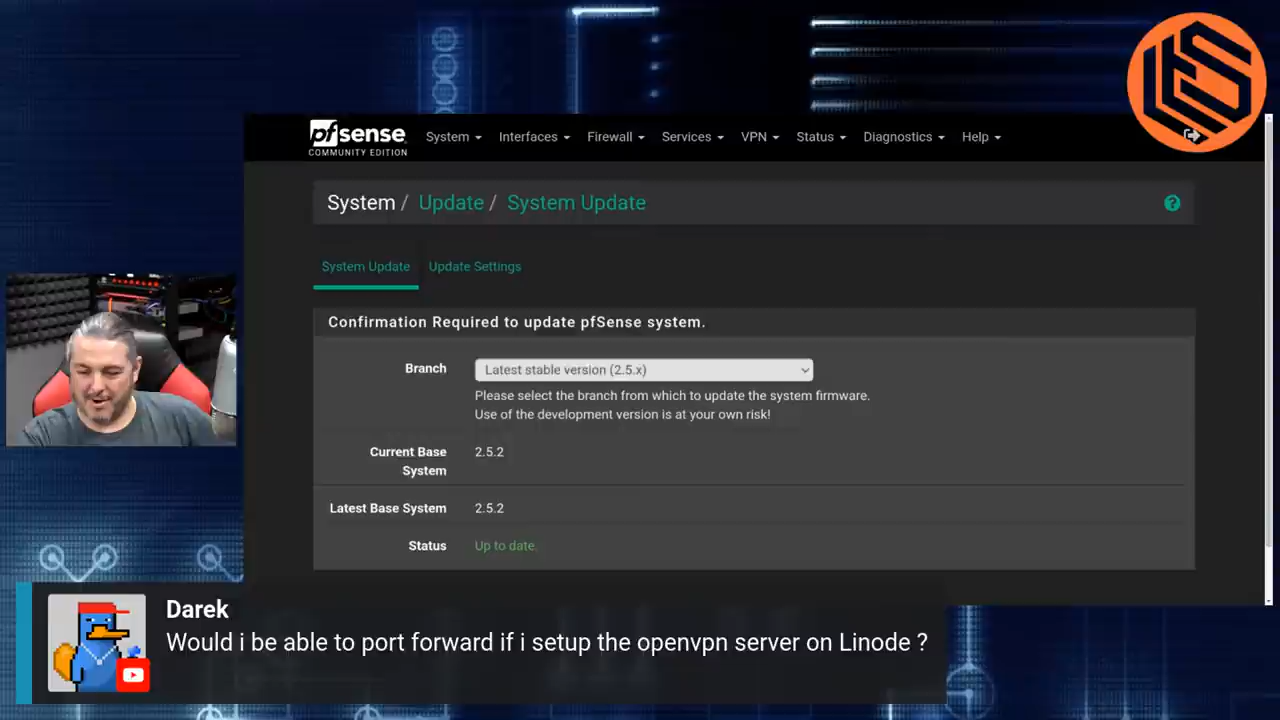 pfsense
COMMUNITY EDITION
System
Interfaces
Firewall
Services
VPN
Status
Diagnostics
Help
System / Update / System Update
System Update
Update Settings
Confirmation Required to update pfSense system.
Branch
Latest stable version (2.5.x)
Please select the branch from which to update the system firmware.
Use of the development version is at your own risk!
Current Base
System
2.5.2
Latest Base System
2.5.2
Status
Up to date.
Darek
Would i be able to port forward if i setup the openvpn server on Linode ?